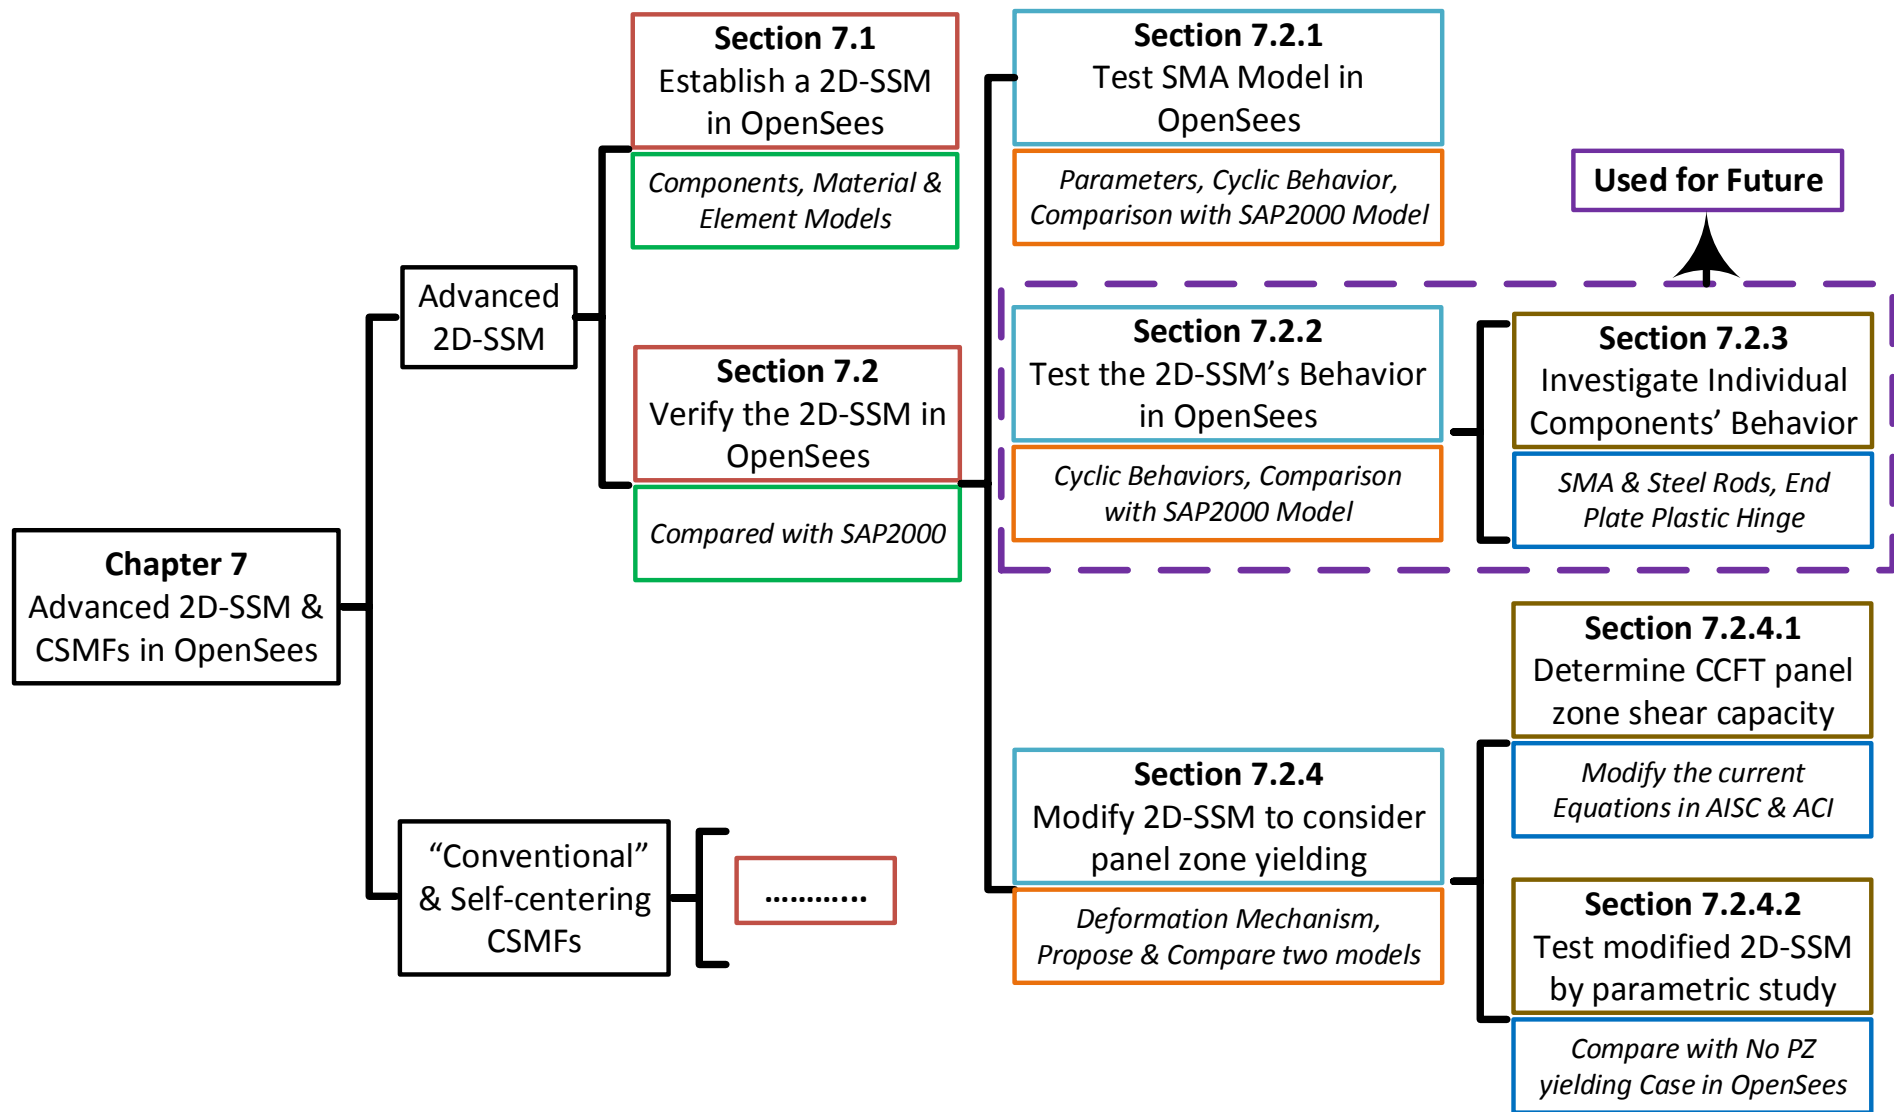 Chapter 7
Advanced 2D-SSM &
CSMFs in OpenSees
Advanced
2D-SSM
“Conventional”
& Self-centering
CSMFs
Section 7.1
Establish a 2D-SSM
in OpenSees
Components, Material &
Element Models
Section 7.2
Verify the 2D-SSM in
OpenSees
Compared with SAP2000
…………
Section 7.2.1
Test SMA Model in
OpenSees
Parameters, Cyclic Behavior,
Comparison with SAP2000 Model
Used for Future
Section 7.2.2
Test the 2D-SSM’s Behavior
in OpenSees
Cyclic Behaviors, Comparison
with SAP2000 Model
Section 7.2.3
Investigate Individual
Components’ Behavior
SMA & Steel Rods, End
Plate Plastic Hinge
Section 7.2.4
Modify 2D-SSM to consider
panel zone yielding
Deformation Mechanism,
Propose & Compare two models
Section 7.2.4.1
Determine CCFT panel
zone shear capacity
Modify the current
Equations in AISC & ACI
Section 7.2.4.2
Test modified 2D-SSM
by parametric study
Compare with No PZ
yielding Case in OpenSees